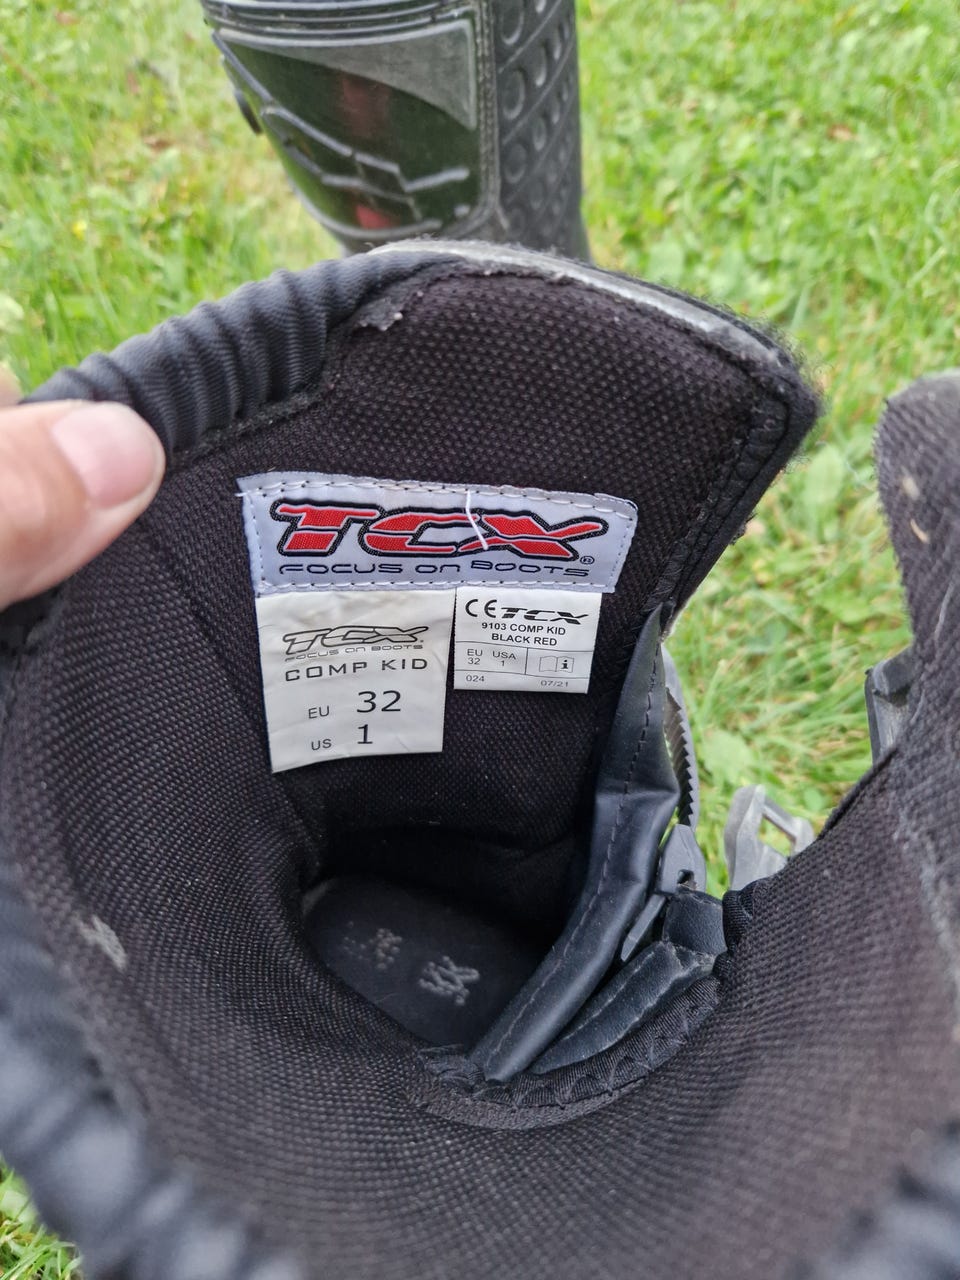 TCX®
FOCUS ON BOOTS
TCX®
FOCUS ON BOOTS
COMP KID
EU 32
US 1
CE TCX
9103 COMP KID
BLACK RED
EU USA
32 1
i
024 07/21